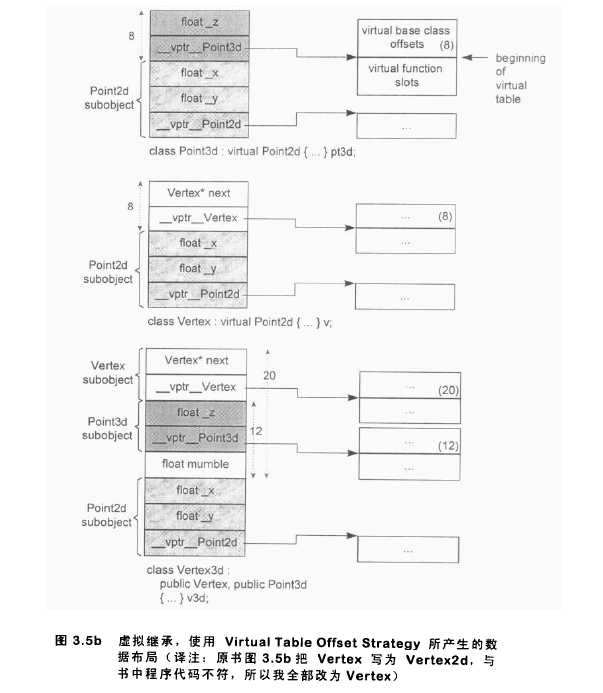 float _z
8
__vptr__Point3d
Point2d
subobject
float _x
float _y
__vptr__Point2d
virtual base class
offsets (8)
virtual function
slots
beginning
of
virtual
table
...
class Point3d : virtual Point2d { ... } pt3d;
Vertex* next
8
__vptr__Vertex
Point2d
subobject
float _x
float _y
__vptr__Point2d
... (8)
...
...
class Vertex : virtual Point2d { ... } v;
Vertex
subobject
Vertex* next
__vptr__Vertex
20
Point3d
subobject
float _z
__vptr__Point3d
12
float mumble
Point2d
subobject
float _x
float _y
__vptr__Point2d
... (20)
...
... (12)
...
...
class Vertex3d :
public Vertex, public Point3d
{ ... } v3d;
图 3.5b 虚拟继承,使用 Virtual Table Offset Strategy 所产生的数
据布局(译注:原书图 3.5b 把 Vertex 写为 Vertex2d,与
书中程序代码不符,所以我全部改为 Vertex)